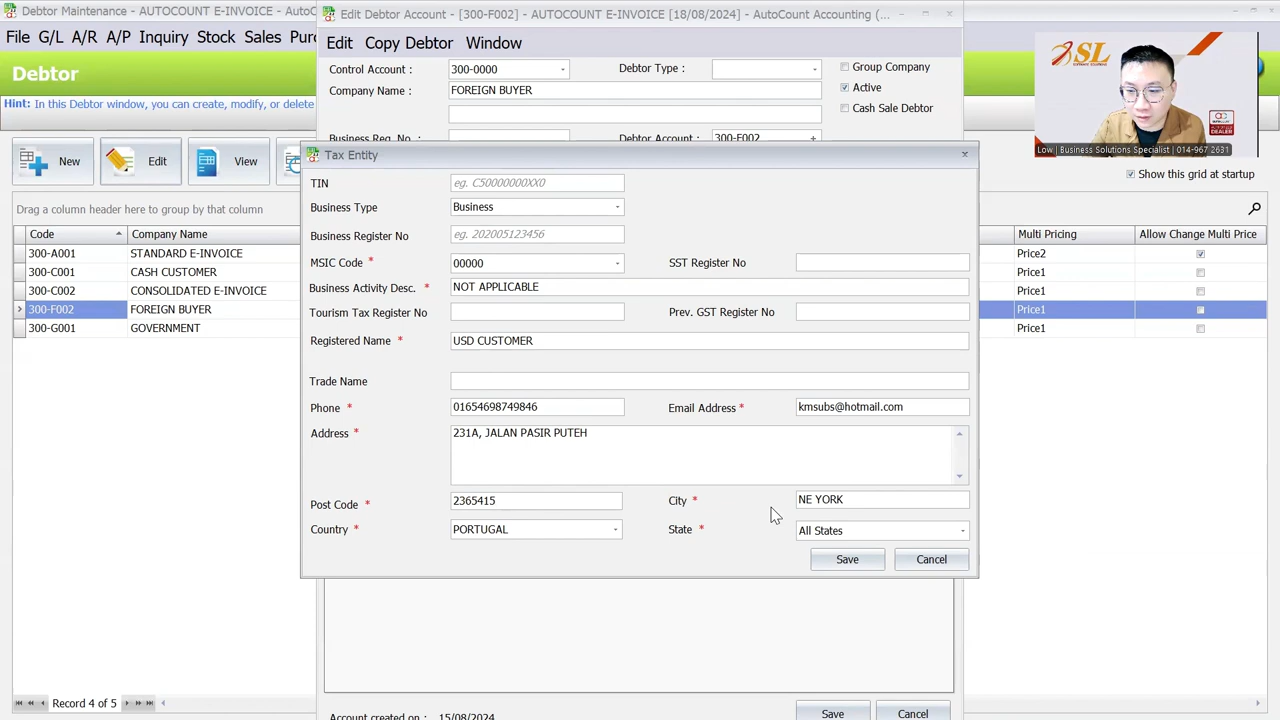 Debtor Maintenance - AUTOCOUNT E-INVOICE - AUTOC
File G/L A/R A/P Inquiry Stock Sales Purc
Debtor
Hint: In this Debtor window, you can create, modify, or delete
New
Edit
View
Drag a column header here to group by that column
Code
Company Name
300-A001 STANDARD E-INVOICE
300-C001 CASH CUSTOMER
300-C002 CONSOLIDATED E-INVOICE
300-F002 FOREIGN BUYER
300-G001 GOVERNMENT
Record 4 of 5
Edit Debtor Account - [300-F002] - AUTOCOUNT E-INVOICE [18/08/2024] - AutoCount Accounting (...
Edit Copy Debtor Window
Control Account : 300-0000 Debtor Type : Group Company
Company Name : FOREIGN BUYER Active
Cash Sale Debtor
Business Reg. No. : Debtor Account : 300-F002
Tax Entity
TIN eg. C50000000XX0
Business Type Business
Business Register No eg. 202005123456
MSIC Code * 00000 SST Register No
Business Activity Desc. * NOT APPLICABLE
Tourism Tax Register No Prev. GST Register No
Registered Name * USD CUSTOMER
Trade Name
Phone * 01654698749846 Email Address * kmsubs@hotmail.com
Address * 231A, JALAN PASIR PUTEH
Post Code * 2365415 City * NE YORK
Country * PORTUGAL State * All States
Save Cancel
Account created on : 15/08/2024
Save Cancel
SL
Low | Business Solutions Specialist | 014-967 2631
Show this grid at startup
Multi Pricing Allow Change Multi Price
Price2
Price1
Price1
Price1
Price1